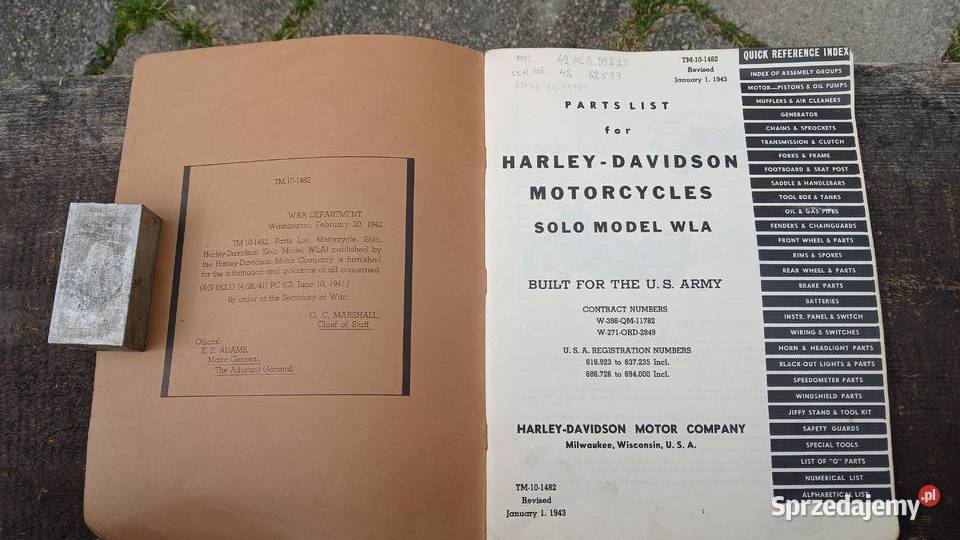 TM 10-1482
WAR DEPARTMENT
Washington, February 20, 1942
TM 10-1482, Parts List, Motorcycle, Solo,
Harley-Davidson (Solo Model WLA) published by
the Harley-Davidson Motor Company is furnished
for the information and guidance of all concerned.
(AG 062.11 (4/26/41) PC (C), June 10, 1941.)
By order of the Secretary of War:
G. C. MARSHALL,
Chief of Staff.
Official:
E. S. ADAMS,
Major General,
The Adjutant General.
42 WLA
42
TM-10-1482
Revised
January 1, 1943
PARTS LIST
for
HARLEY-DAVIDSON
MOTORCYCLES
SOLO MODEL WLA
BUILT FOR THE U. S. ARMY
CONTRACT NUMBERS
W-398-QM-11782
W-271-ORD-2849
U. S. A. REGISTRATION NUMBERS
618.923 to 637.235 Incl.
686.726 to 694.000 Incl.
HARLEY-DAVIDSON MOTOR COMPANY
Milwaukee, Wisconsin, U. S. A.
TM-10-1482
Revised
January 1, 1943
1
QUICK REFERENCE INDEX
INDEX OF ASSEMBLY GROUPS
MOTOR—PISTONS & OIL PUMPS
MUFFLERS & AIR CLEANERS
GENERATOR
CHAINS & SPROCKETS
TRANSMISSION & CLUTCH
FORKS & FRAME
FOOTBOARD & SEAT POST
SADDLE & HANDLEBARS
TOOL BOX & TANKS
OIL & GAS PIPES
FENDERS & CHAINGUARDS
FRONT WHEEL & PARTS
RIMS & SPOKES
REAR WHEEL & PARTS
BRAKE PARTS
BATTERIES
INSTR. PANEL & SWITCH
WIRING & SWITCHES
HORN & HEADLIGHT PARTS
BLACK-OUT LIGHTS & PARTS
SPEEDOMETER PARTS
WINDSHIELD PARTS
JIFFY STAND & TOOL KIT
SAFETY GUARDS
SPECIAL TOOLS
LIST OF "O" PARTS
NUMERICAL LIST
ALPHABETICAL LIST
Sprzedajemy.pl